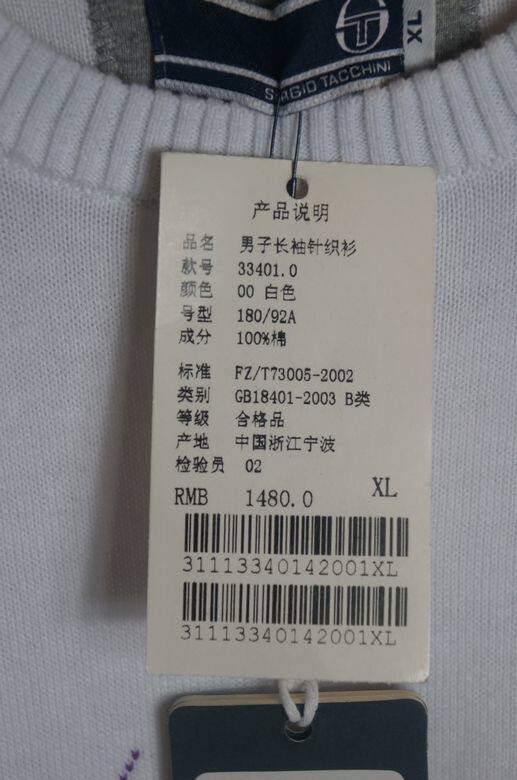 XL
SERGIO TACCHINI
产品说明
品名 男子长袖针织衫
款号 33401.0
颜色 00 白色
号型 180/92A
成分 100%棉
标准 FZ/T73005-2002
类别 GB18401-2003 B类
等级 合格品
产地 中国浙江宁波
检验员 02
RMB 1480.0 XL
31113340142001XL
31113340142001XL